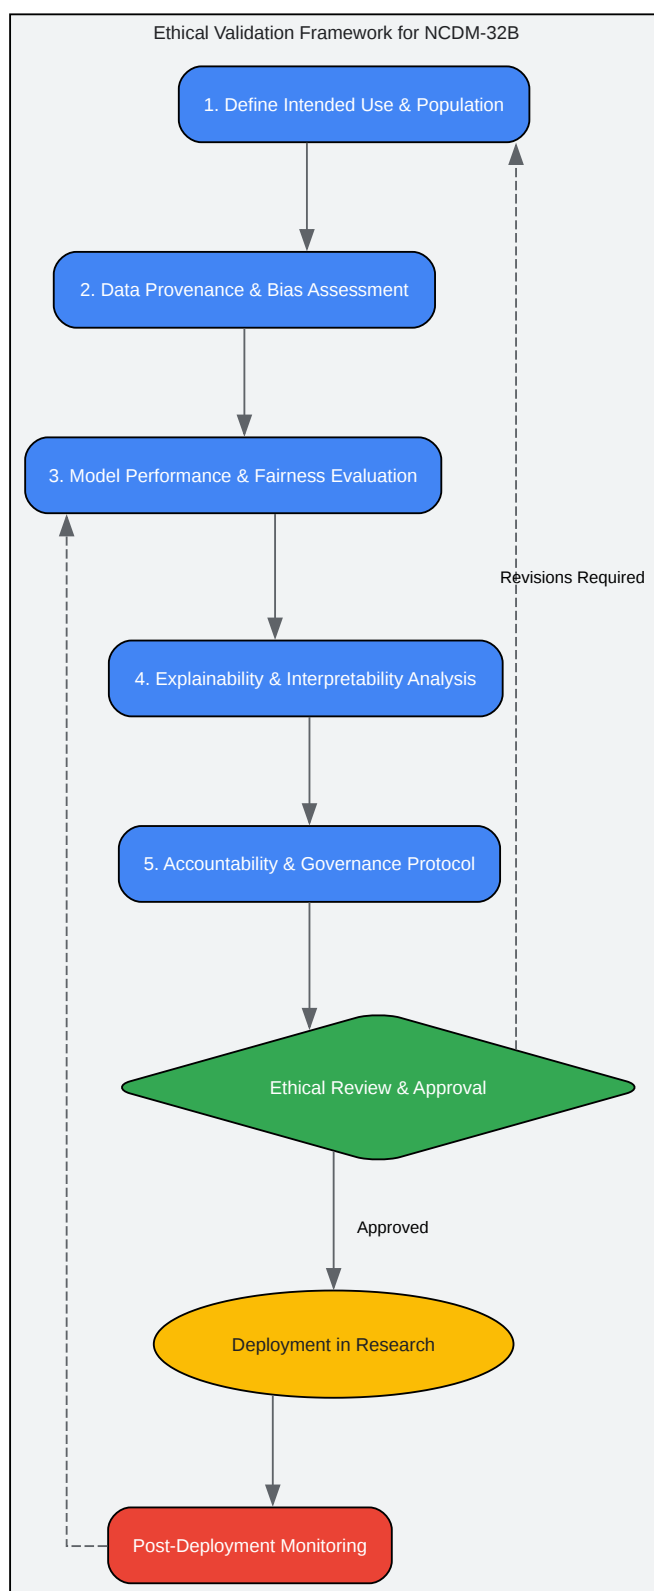 Ethical Validation Framework for NCDM-32B
1. Define Intended Use & Population
2. Data Provenance & Bias Assessment
3. Model Performance & Fairness Evaluation
Revisions Required
4. Explainability & Interpretability Analysis
5. Accountability & Governance Protocol
Ethical Review & Approval
Approved
Deployment in Research
Post-Deployment Monitoring